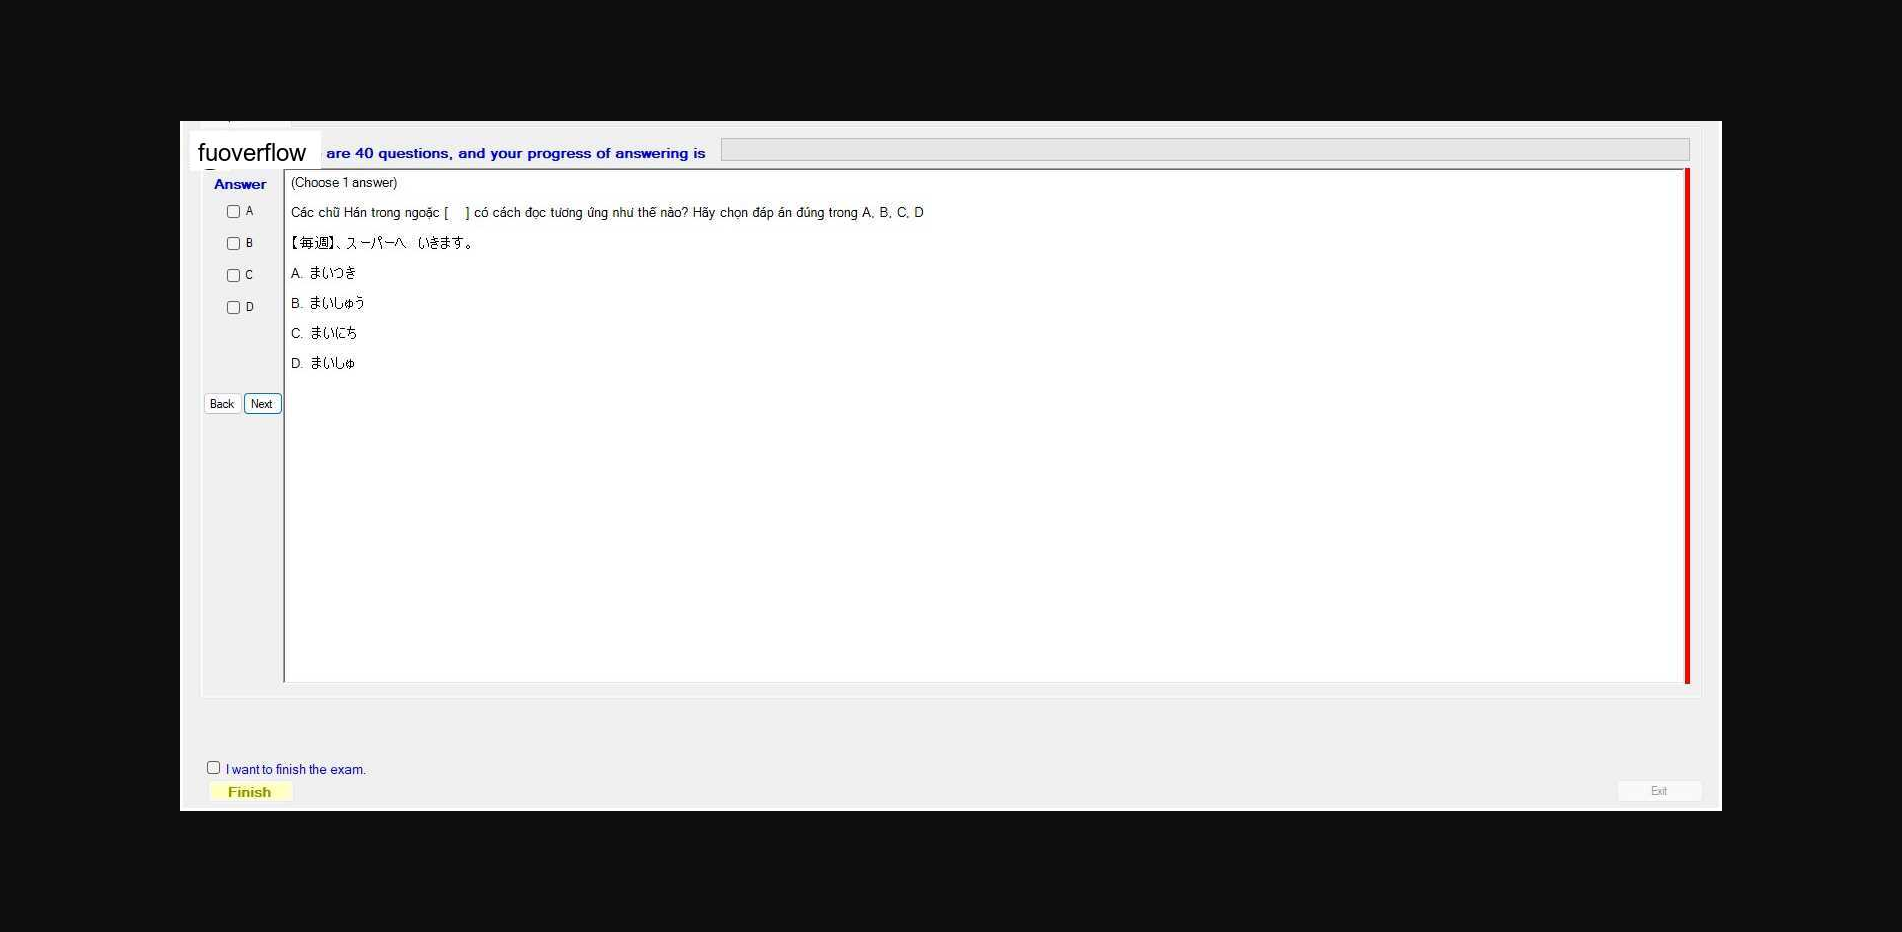 fuoverflow are 40 questions, and your progress of answering is
Answer
(Choose 1 answer)
A
Các chữ Hán trong ngoặc [ ] có cách đọc tương ứng như thế nào? Hãy chọn đáp án đúng trong A, B, C, D
B
【毎週】、スーパーへ いきます。
C
A. まいつき
D
B. まいしゅう
C. まいにち
D. まいしゅ
Back Next
I want to finish the exam.
Finish
Exit